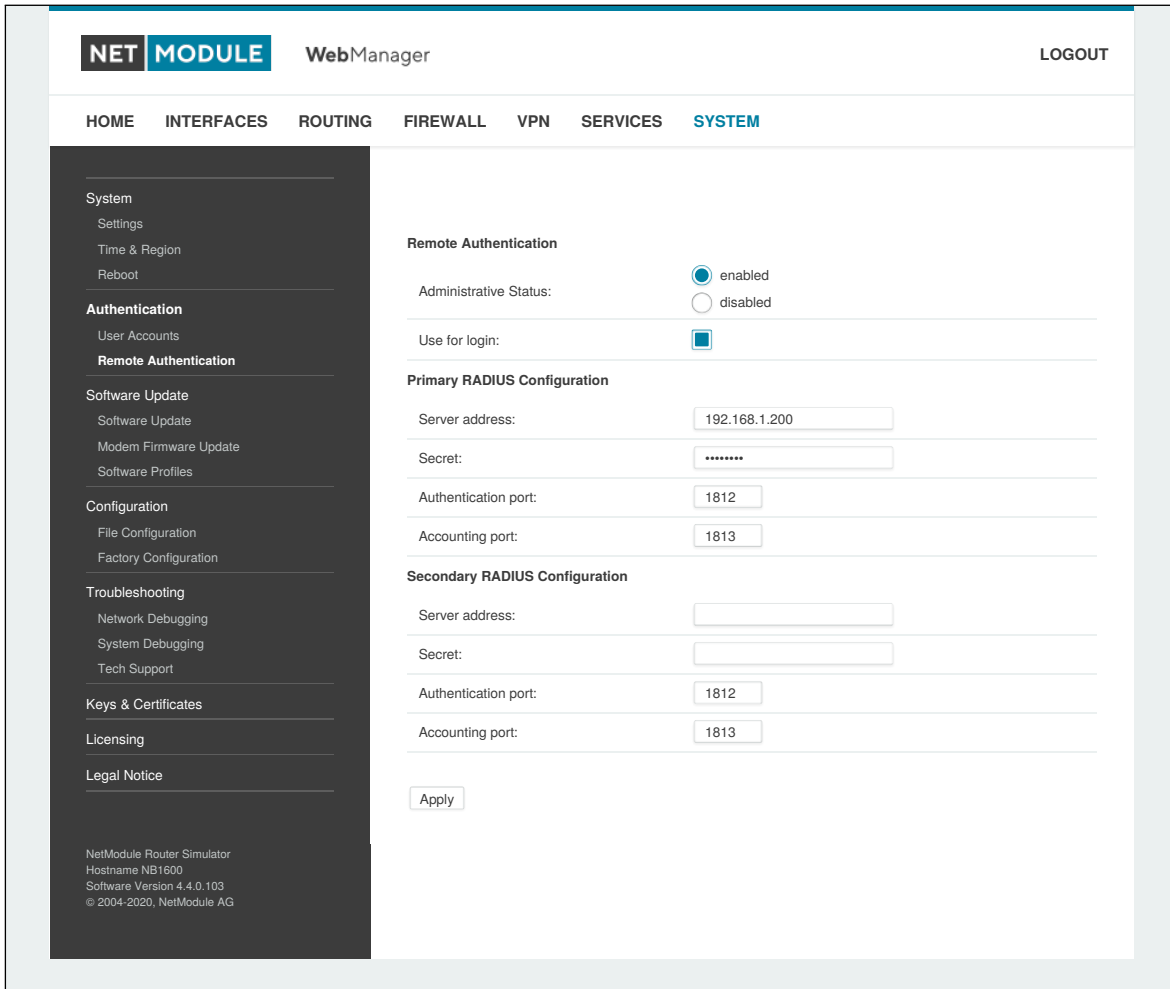 NET MODULE WebManager LOGOUT
HOME INTERFACES ROUTING FIREWALL VPN SERVICES SYSTEM
System
Settings
Time & Region
Reboot
Authentication
User Accounts
Remote Authentication
Software Update
Software Update
Modem Firmware Update
Software Profiles
Configuration
File Configuration
Factory Configuration
Troubleshooting
Network Debugging
System Debugging
Tech Support
Keys & Certificates
Licensing
Legal Notice
NetModule Router Simulator
Hostname NB1600
Software Version 4.4.0.103
© 2004-2020, NetModule AG
Remote Authentication
Administrative Status:
enabled
disabled
Use for login:
Primary RADIUS Configuration
Server address: 192.168.1.200
Secret: ••••••••
Authentication port: 1812
Accounting port: 1813
Secondary RADIUS Configuration
Server address:
Secret:
Authentication port: 1812
Accounting port: 1813
Apply